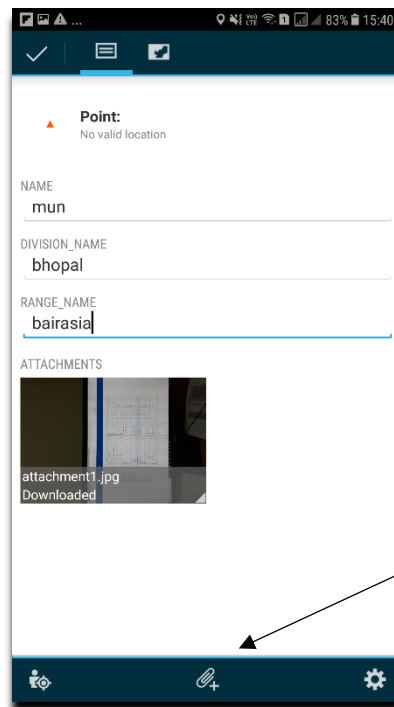 ... 83% 15:40
Point:
No valid location
NAME
mun
DIVISION_NAME
bhopal
RANGE_NAME
bairasia
ATTACHMENTS
attachment1.jpg
Downloaded